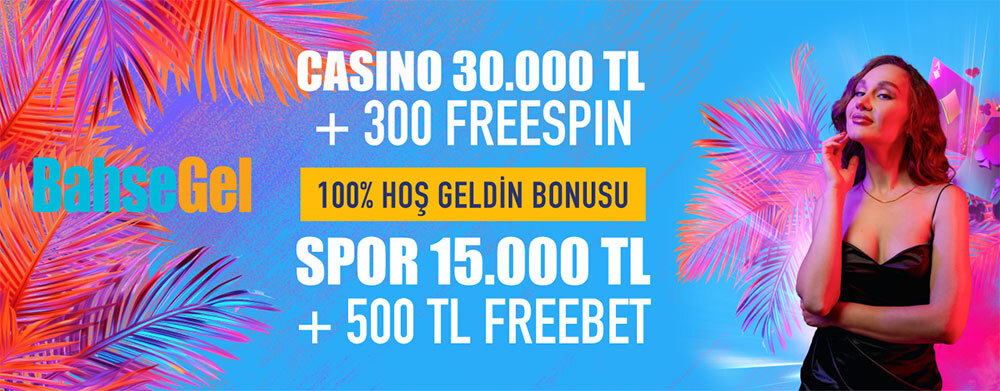 CASINO 30.000 TL
+ 300 FREESPIN
BahseGel
100% HOŞ GELDİN BONUSU
SPOR 15.000 TL
+ 500 TL FREEBET